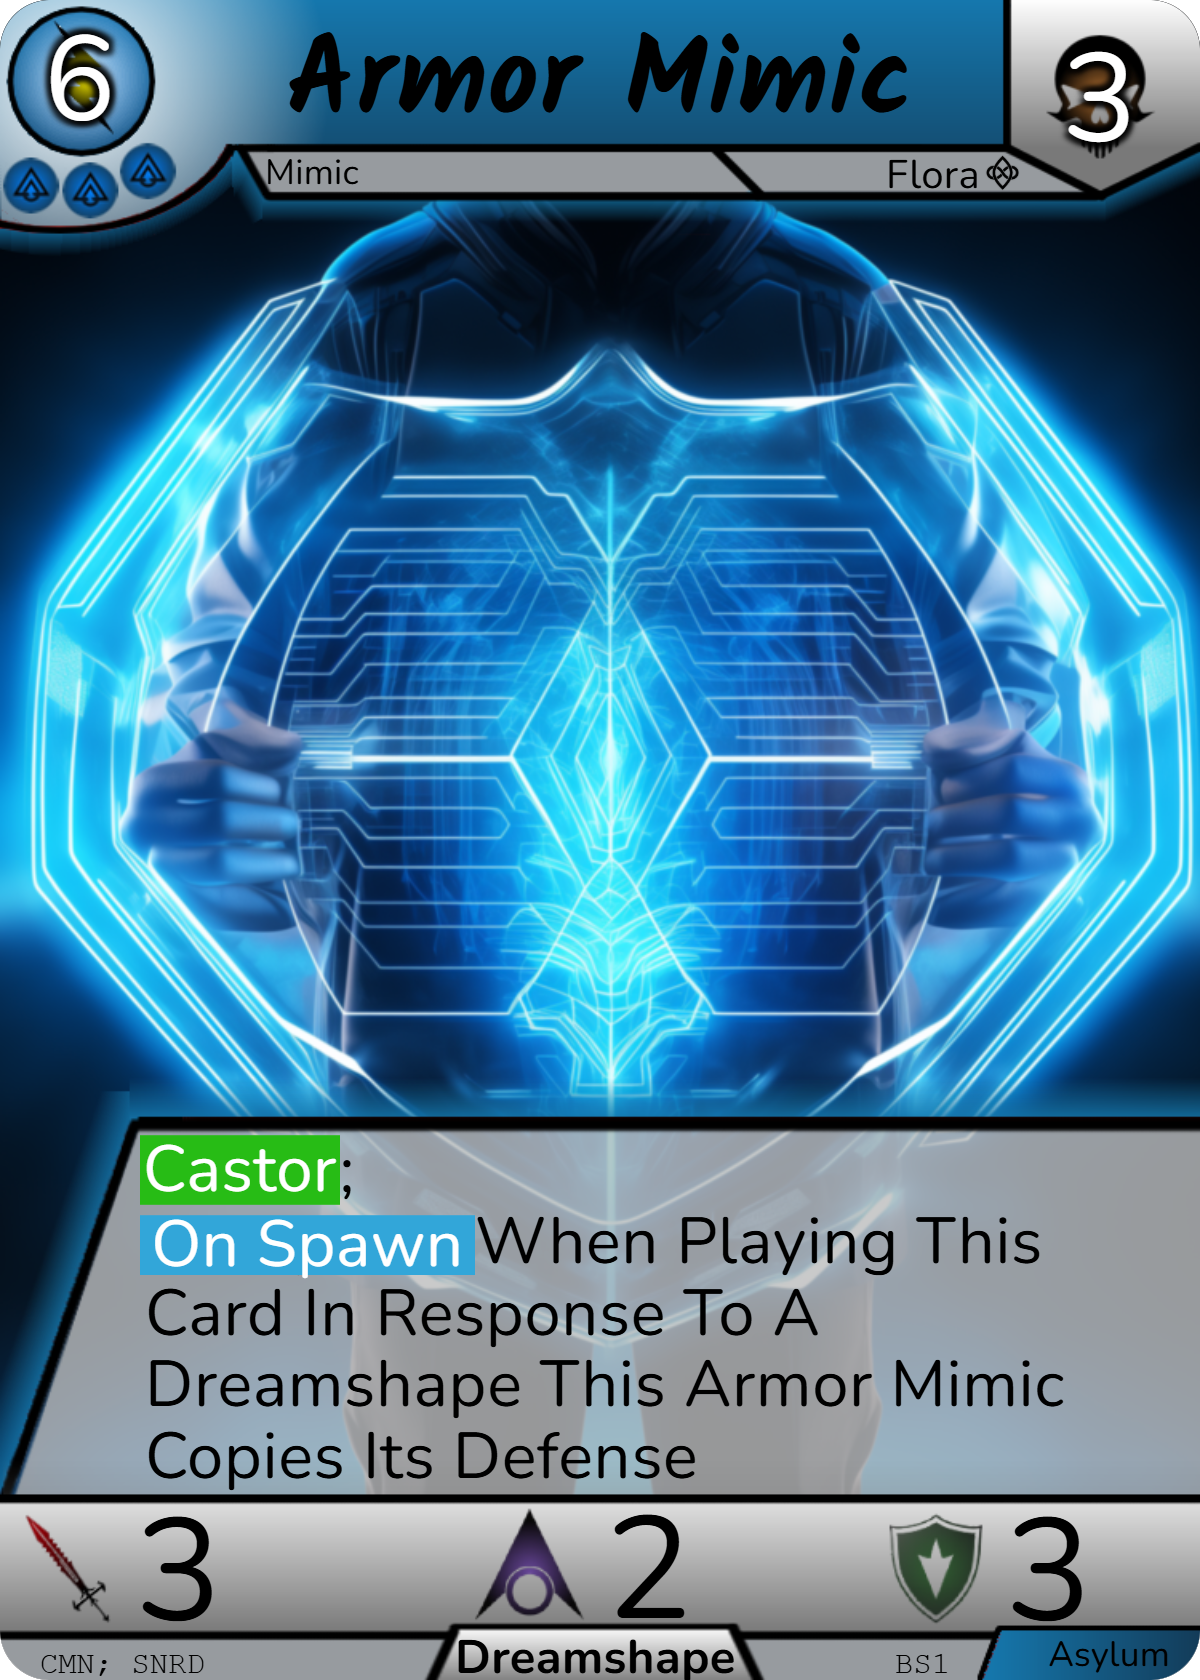 6
Armor Mimic
3
Mimic
Flora
Castor;
On Spawn When Playing This
Card In Response To A
Dreamshape This Armor Mimic
Copies Its Defense
3
2
3
CMN; SNRD
Dreamshape
BS1
Asylum